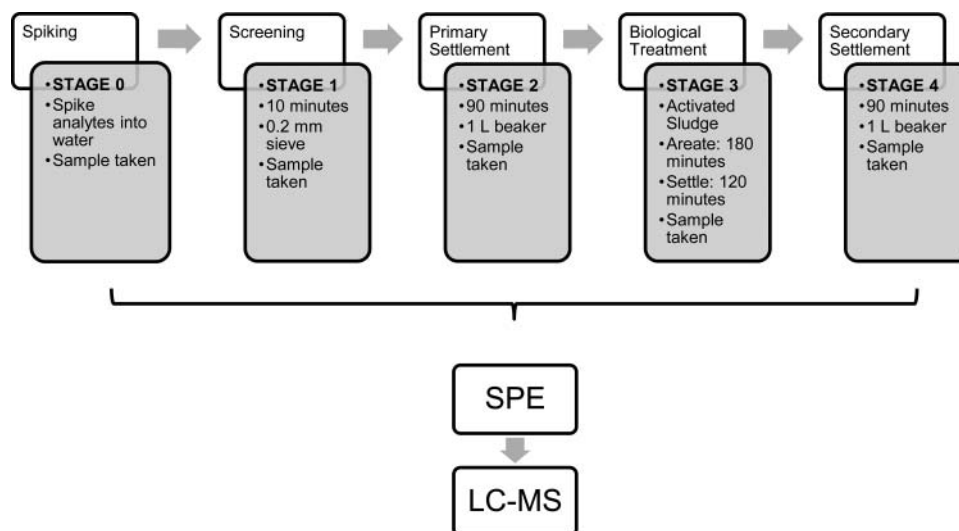 Spiking
•STAGE 0
•Spike
analytes into
water
•Sample taken
Screening
•STAGE 1
•10 minutes
•0.2 mm
sieve
•Sample
taken
Primary
Settlement
•STAGE 2
•90 minutes
•1 L beaker
•Sample
taken
Biological
Treatment
•STAGE 3
•Activated
Sludge
•Areate: 180
minutes
•Settle: 120
minutes
•Sample
taken
Secondary
Settlement
•STAGE 4
•90 minutes
•1 L beaker
•Sample
taken
SPE
LC-MS